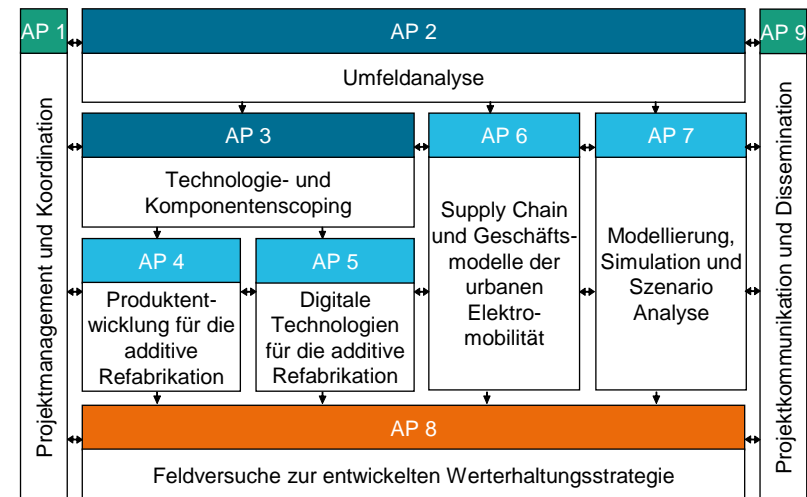 AP 1
AP 2
AP 9
Umfeldanalyse
Projektmanagement und Koordination
AP 3
AP 6
AP 7
Technologie- und
Komponentenscoping
Supply Chain
und Geschäfts-
modelle der
urbanen
Elektro-
mobilität
Modellierung,
Simulation und
Szenario
Analyse
AP 4
AP 5
Produktent-
wicklung für die
additive
Refabrikation
Digitale
Technologien
für die additive
Refabrikation
Projektkommunikation und Dissemination
AP 8
Feldversuche zur entwickelten Werterhaltungsstrategie